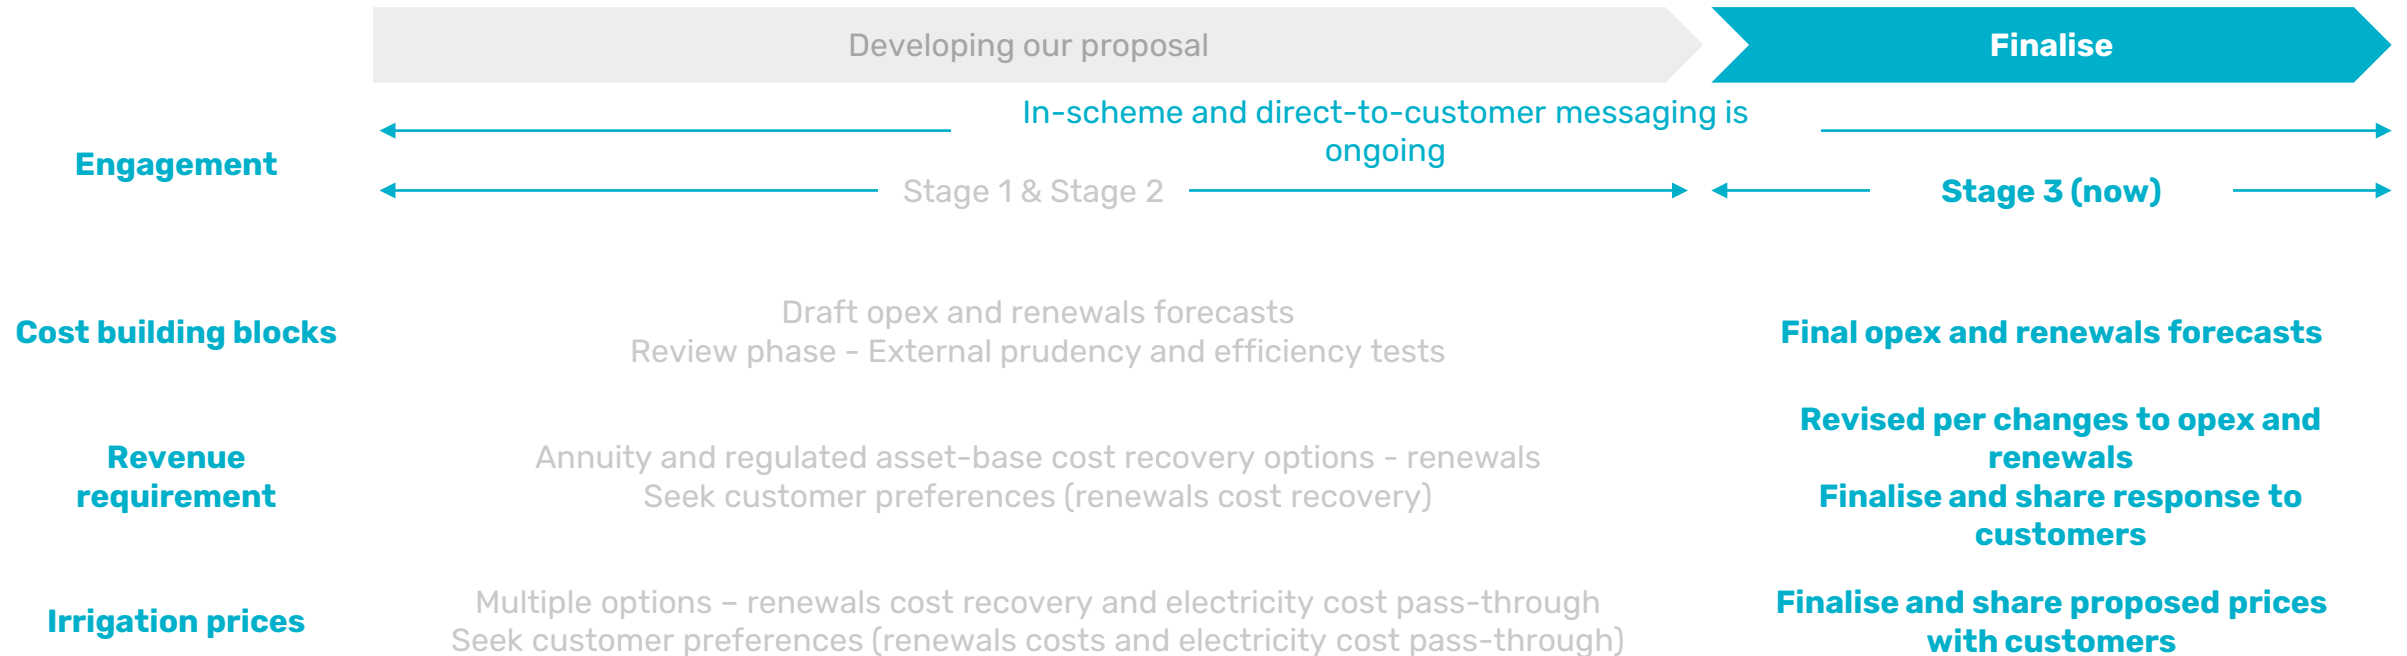 Developing our proposal
Finalise
Engagement
In-scheme and direct-to-customer messaging is
ongoing
Stage 1 & Stage 2
Stage 3 (now)
Cost building blocks
Draft opex and renewals forecasts
Review phase - External prudency and efficiency tests
Final opex and renewals forecasts
Revenue
requirement
Annuity and regulated asset-base cost recovery options - renewals
Seek customer preferences (renewals cost recovery)
Revised per changes to opex and
renewals
Finalise and share response to
customers
Irrigation prices
Multiple options – renewals cost recovery and electricity cost pass-through
Seek customer preferences (renewals costs and electricity cost pass-through)
Finalise and share proposed prices
with customers